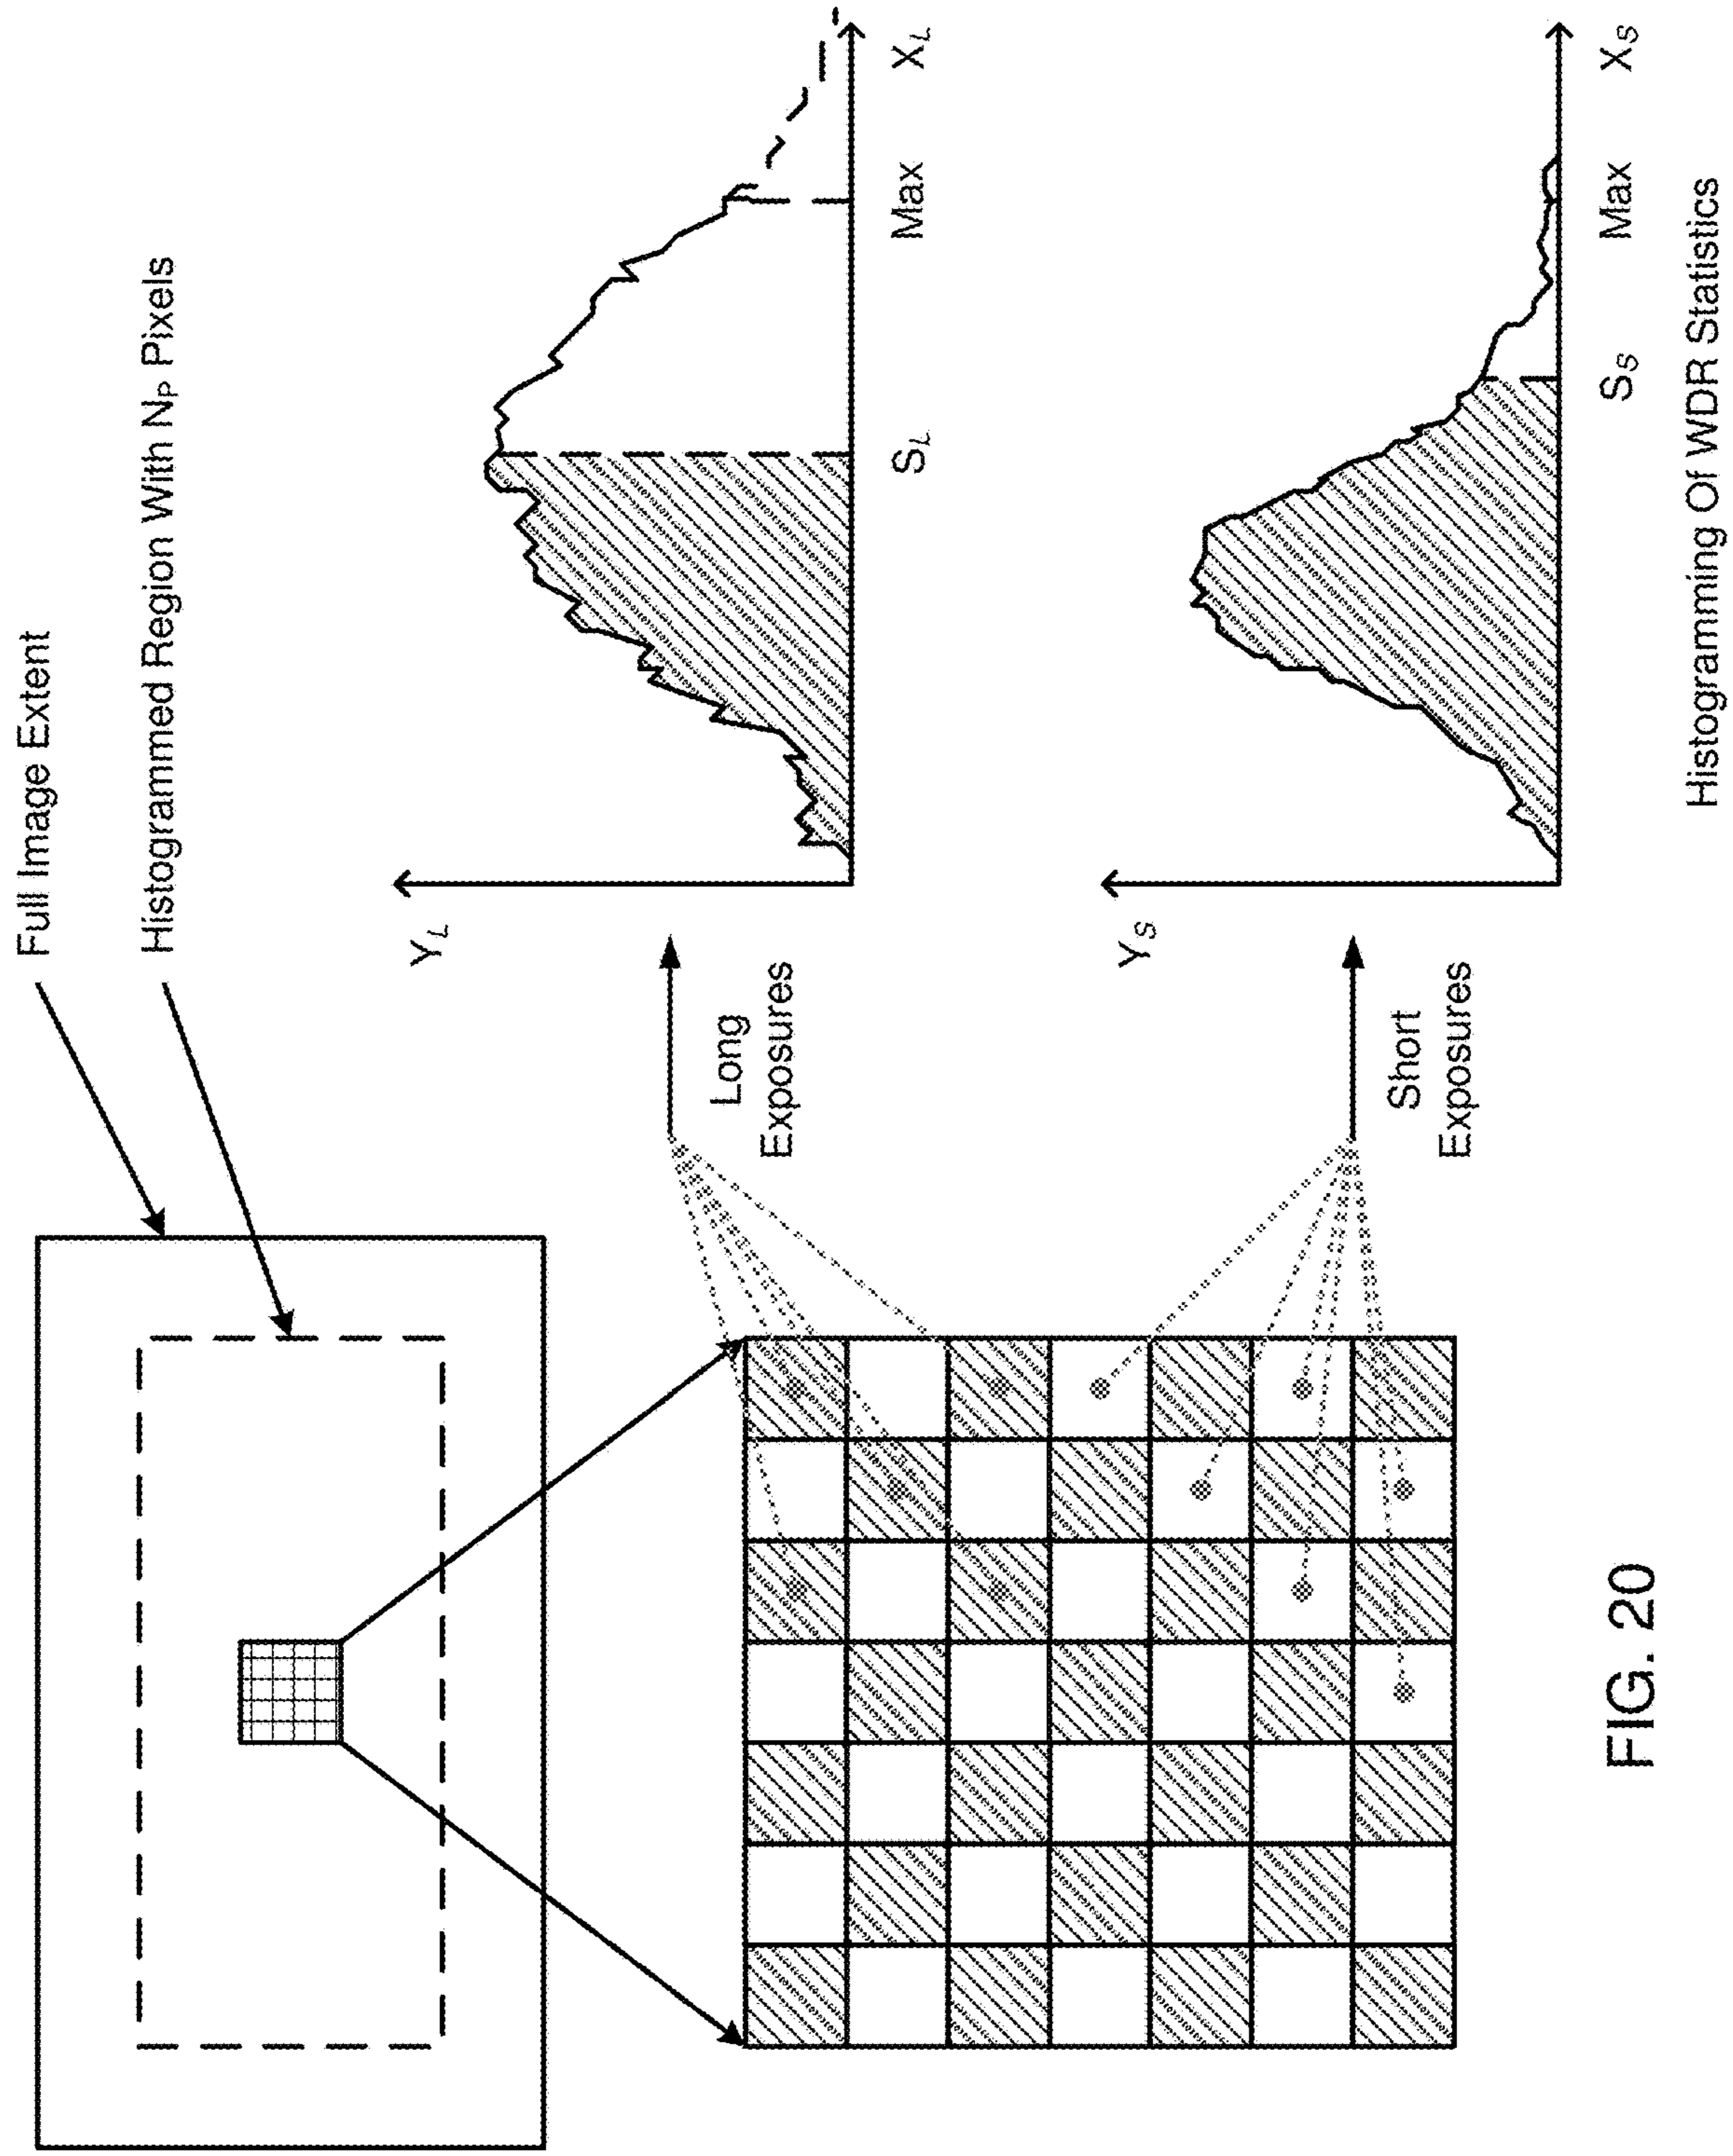 Full Image Extent
Histogrammed Region With NP Pixels
Long
Exposures
YL
SL
Max
XL
Short
Exposures
YS
SS
Max
XS
Histogramming Of WDR Statistics
FIG. 20